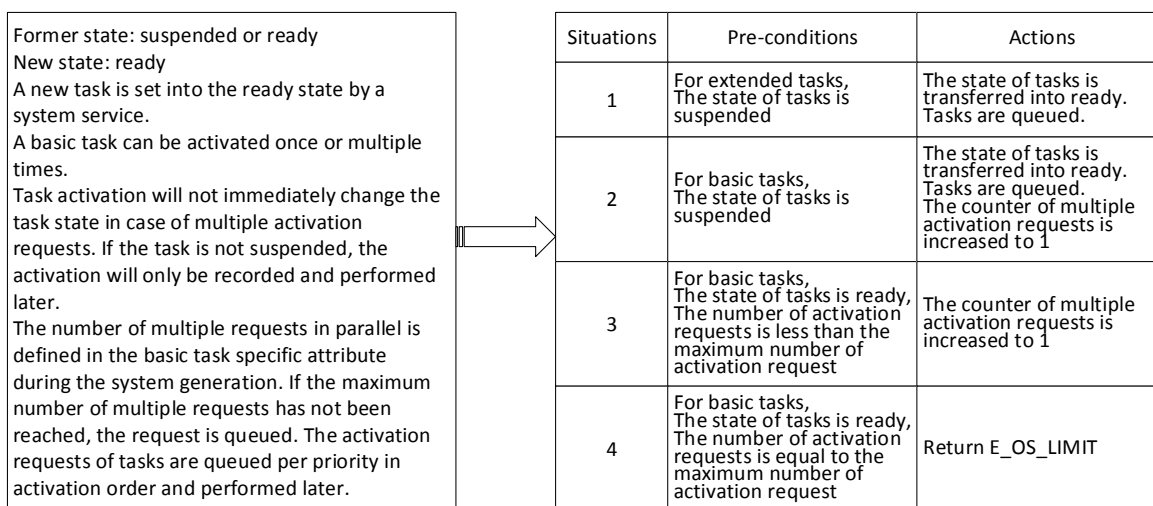 Former state: suspended or ready
New state: ready
A new task is set into the ready state by a
system service.
A basic task can be activated once or multiple
times.
Task activation will not immediately change the
task state in case of multiple activation
requests. If the task is not suspended, the
activation will only be recorded and performed
later.
The number of multiple requests in parallel is
defined in the basic task specific attribute
during the system generation. If the maximum
number of multiple requests has not been
reached, the request is queued. The activation
requests of tasks are queued per priority in
activation order and performed later.
Situations
Pre-conditions
Actions
1
For extended tasks,
The state of tasks is
suspended
The state of tasks is
transferred into ready.
Tasks are queued.
2
For basic tasks,
The state of tasks is
suspended
The state of tasks is
transferred into ready.
Tasks are queued.
The counter of multiple
activation requests is
increased to 1
3
For basic tasks,
The state of tasks is ready,
The number of activation
requests is less than the
maximum number of
activation request
The counter of multiple
activation requests is
increased to 1
4
For basic tasks,
The state of tasks is ready,
The number of activation
requests is equal to the
maximum number of
activation request
Return E_OS_LIMIT